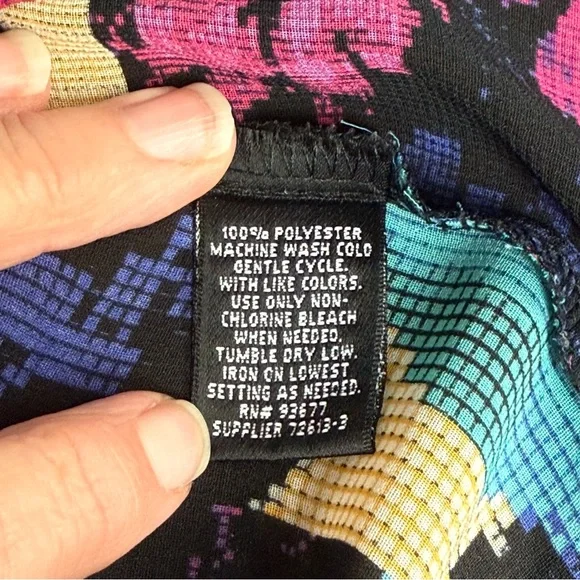 100% POLYESTER
MACHINE WASH COLD
GENTLE CYCLE.
WITH LIKE COLORS.
USE ONLY NON-
CHLORINE BLEACH
WHEN NEEDED.
TUMBLE DRY LOW.
IRON ON LOWEST
SETTING AS NEEDED.
RN# 93677
SUPPLIER 72613-3